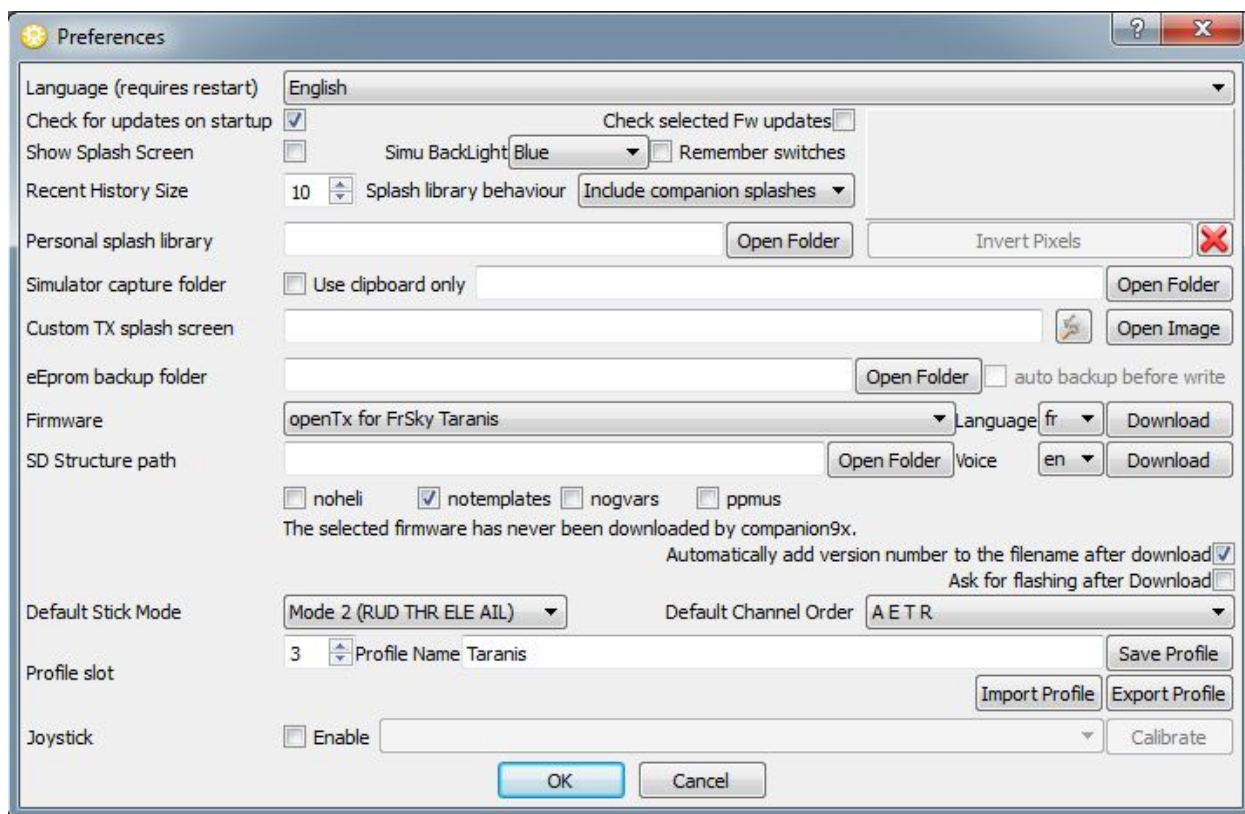 Preferences
Language (requires restart) English
Check for updates on startup Check selected Fw updates
Show Splash Screen Simu BackLight Blue Remember switches
Recent History Size 10 Splash library behaviour Include companion splashes
Personal splash library Open Folder Invert Pixels
Simulator capture folder Use clipboard only Open Folder
Custom TX splash screen Open Image
eEprom backup folder Open Folder auto backup before write
Firmware openTx for FrSky Taranis Language fr Download
SD Structure path Open Folder Voice en Download
noheli notemplates nogvars ppmus
The selected firmware has never been downloaded by companion9x.
Automatically add version number to the filename after download
Ask for flashing after Download
Default Stick Mode Mode 2 (RUD THR ELE AIL) Default Channel Order A E T R
Profile slot 3 Profile Name Taranis Save Profile
Import Profile Export Profile
Joystick Enable Calibrate
OK Cancel